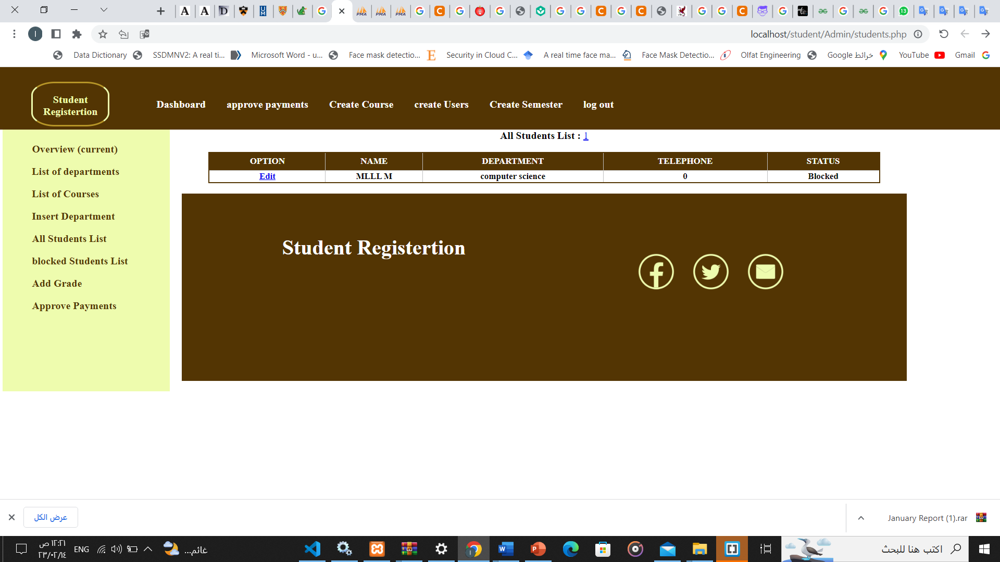 localhost/student/Admin/students.php
Data Dictionary
SSDMNV2: A real ti...
Microsoft Word - u...
Face mask detectio...
Security in Cloud C...
A real time face ma...
Face Mask Detectio...
Olfat Engineering
خرائط Google
YouTube
Gmail
Student
Registertion
Dashboard
approve payments
Create Course
create Users
Create Semester
log out
Overview (current)
List of departments
List of Courses
Insert Department
All Students List
blocked Students List
Add Grade
Approve Payments
All Students List : 1
OPTION NAME DEPARTMENT TELEPHONE STATUS
Edit MLLL M computer science 0 Blocked
Student Registertion
عرض الكل
January Report (1).rar
١٢:٢١ ص
٢٣/٠٢/١٤
ENG
غائم...
اكتب هنا للبحث